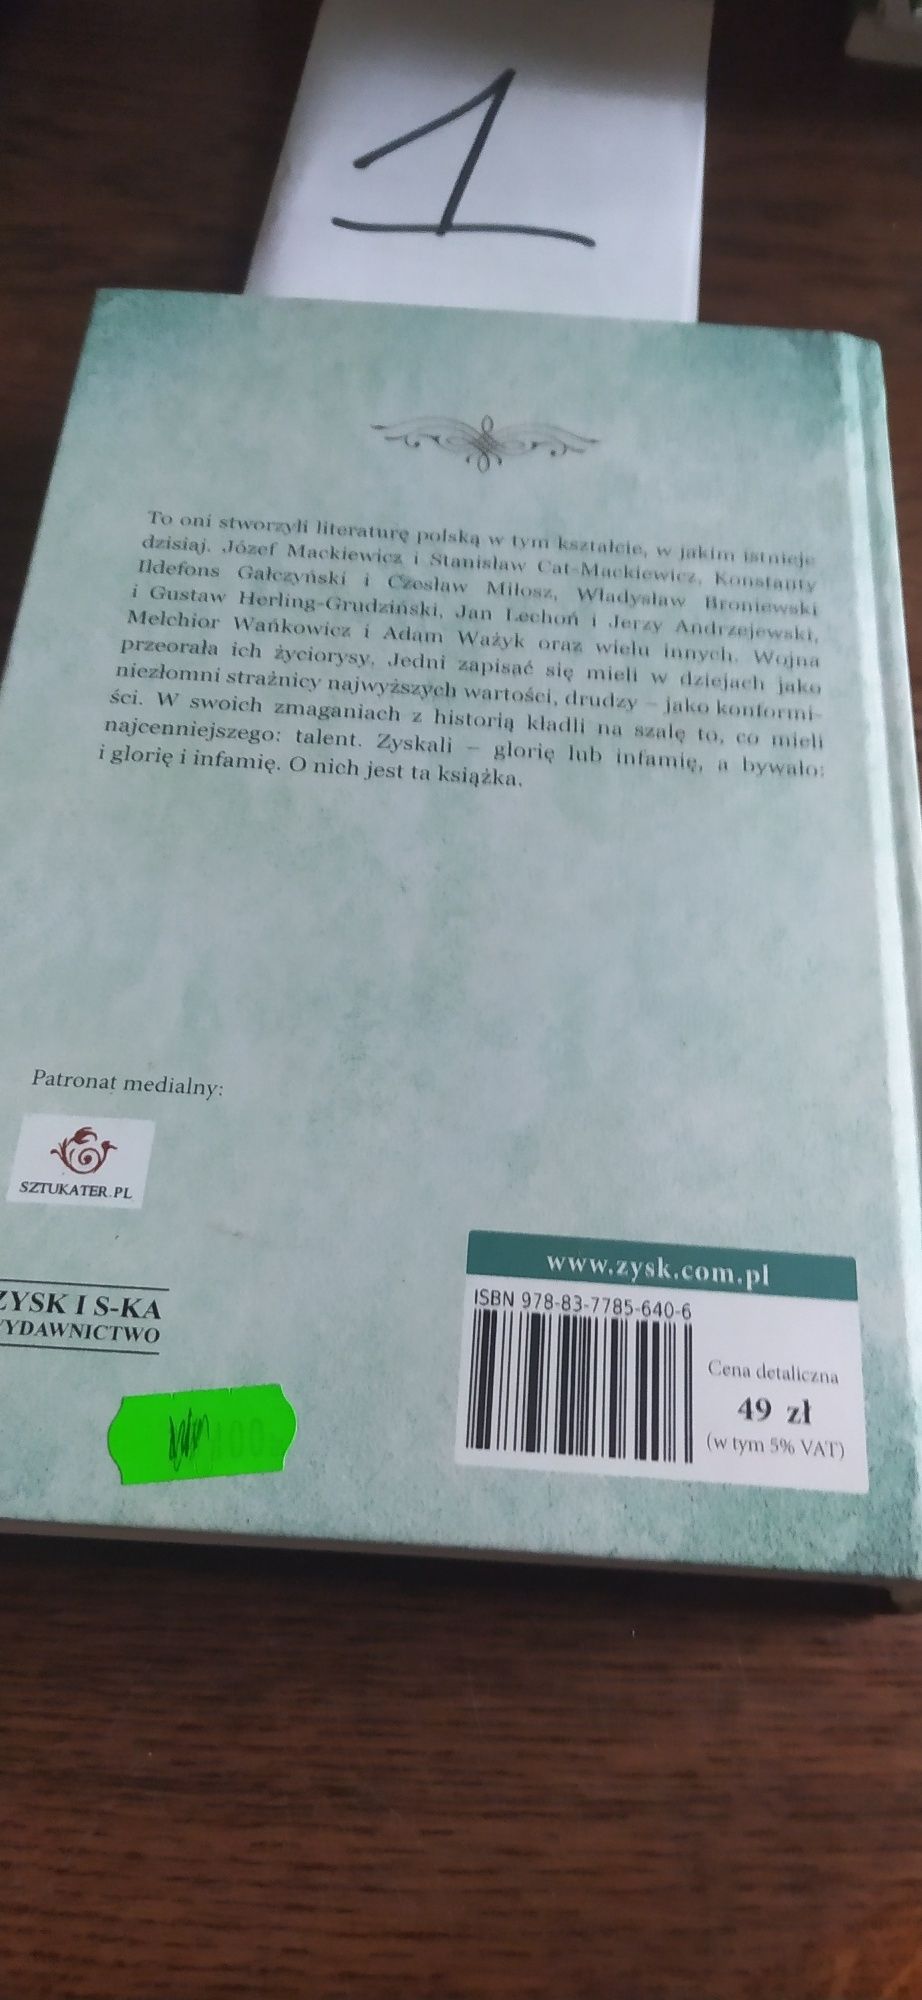 1
To oni stworzyli literaturę polską w tym kształcie, w jakim istnieje
dzisiaj. Józef Mackiewicz i Stanisław Cat-Mackiewicz, Konstanty
Ildefons Gałczyński i Czesław Miłosz, Władysław Broniewski
i Gustaw Herling-Grudziński, Jan Lechoń i Jerzy Andrzejewski,
Melchior Wańkowicz i Adam Ważyk oraz wielu innych. Wojna
przeorała ich życiorysy. Jedni zapisać się mieli w dziejach jako
niezłomni strażnicy najwyższych wartości, drudzy – jako konformi-
ści. W swoich zmaganiach z historią kładli na szalę to, co mieli
najcenniejszego: talent. Zyskali – glorię lub infamię, a bywało:
i glorię i infamię. O nich jest ta książka.
Patronat medialny:
SZTUKATER.PL
ZYSK I S-KA
WYDAWNICTWO
www.zysk.com.pl
ISBN 978-83-7785-640-6
Cena detaliczna
49 zł
(w tym 5% VAT)